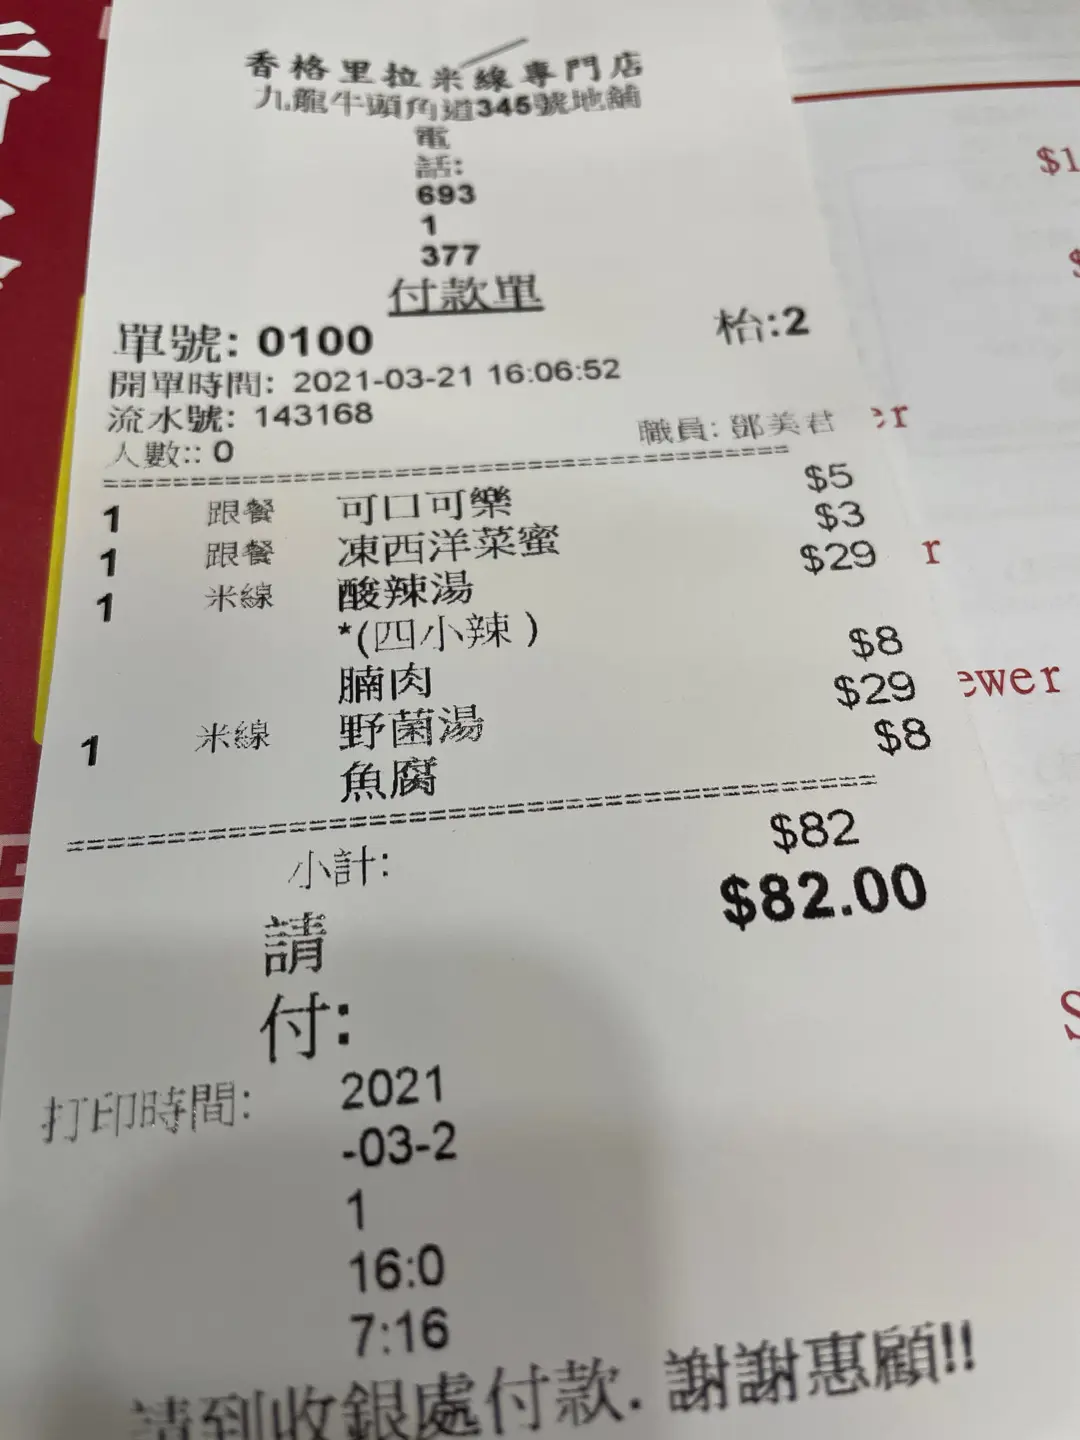 香格里拉米線專門店
九龍牛頭角道345號地舖
電
話:
693
1
377
付款單
單號: 0100 枱:2
開單時間: 2021-03-21 16:06:52
流水號: 143168
人數:: 0 職員: 鄧美君
1 跟餐 可口可樂 $5
1 跟餐 凍西洋菜蜜 $3
1 米線 酸辣湯 $29
*(四小辣)
腩肉 $8
1 米線 野菌湯 $29
魚腐 $8
小計: $82
請 $82.00
付:
打印時間: 2021
-03-2
1
16:0
7:16
請到收銀處付款. 謝謝惠顧!!
$1
$
er
r
ewer